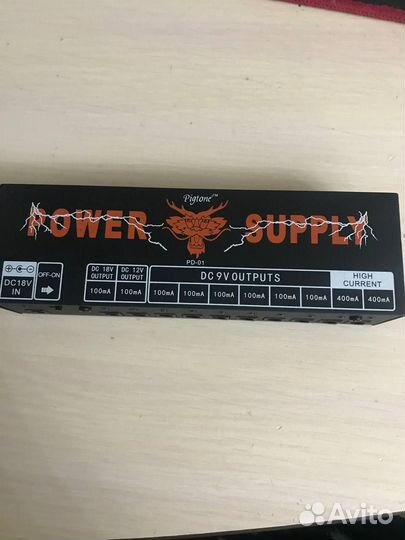 Pigtone™
POWER SUPPLY
PD-01
DC18V IN
OFF-ON
DC 18V OUTPUT
DC 12V OUTPUT
DC9V OUTPUTS
HIGH CURRENT
100mA 100mA 100mA 100mA 100mA 100mA 100mA 100mA 400mA 400mA
Avito